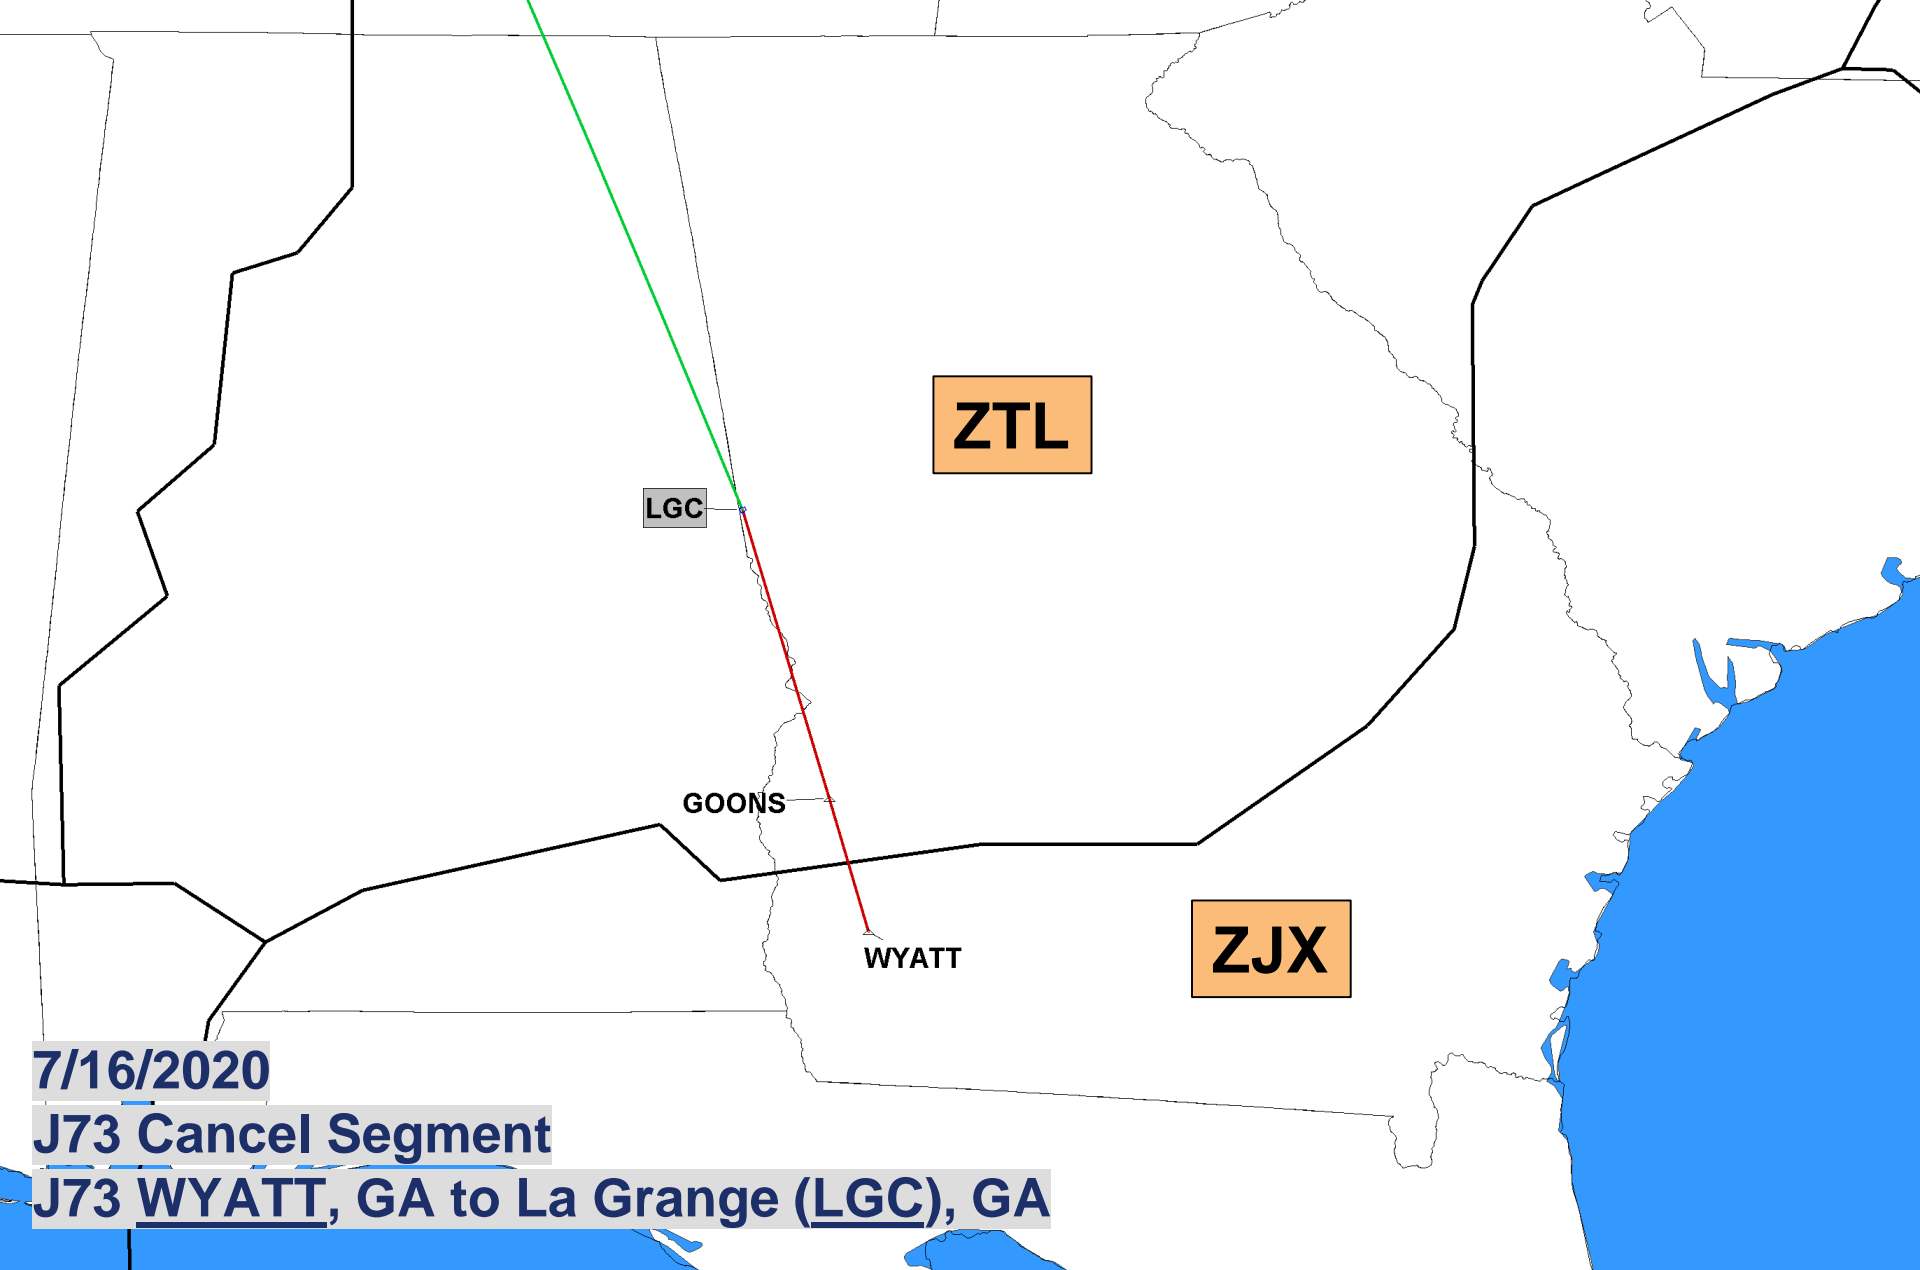 ZTL
LGC
GOONS
ZJX
WYATT
7/16/2020
J73 Cancel Segment
J73 WYATT, GA to La Grange (LGC), GA